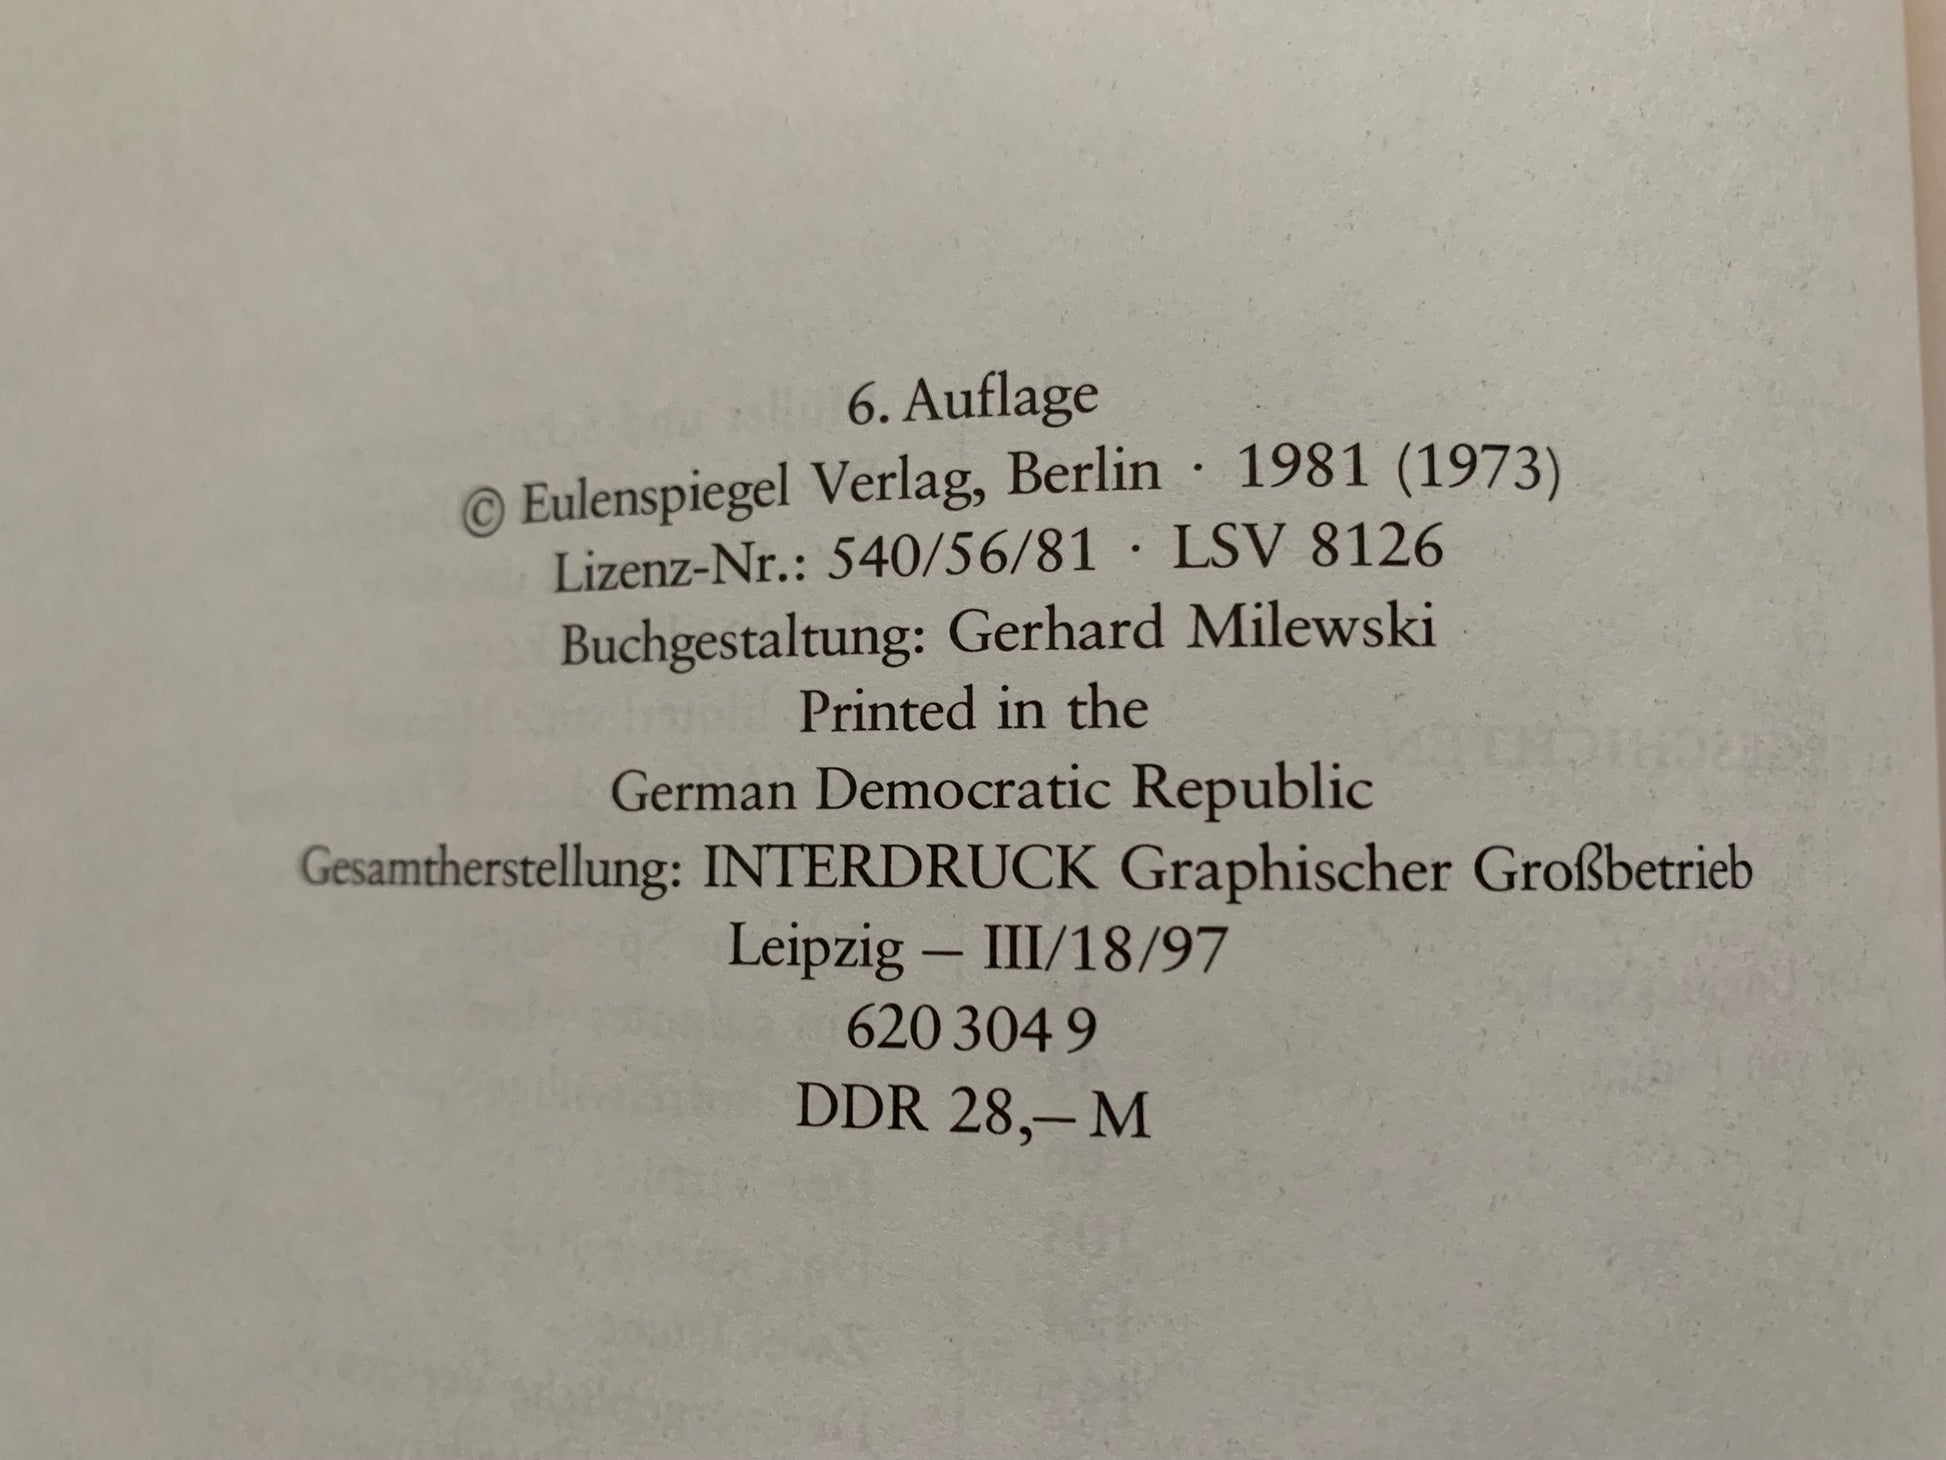 6. Auflage
© Eulenspiegel Verlag, Berlin · 1981 (1973)
Lizenz-Nr.: 540/56/81 · LSV 8126
Buchgestaltung: Gerhard Milewski
Printed in the
German Democratic Republic
Gesamtherstellung: INTERDRUCK Graphischer Großbetrieb
Leipzig – III/18/97
620 304 9
DDR 28,– M